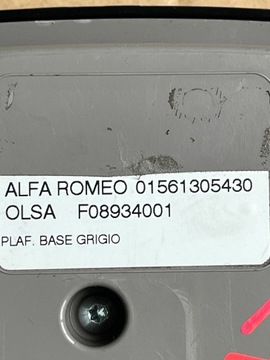 ALFA ROMEO 01561305430
OLSA F08934001
PLAF. BASE GRIGIO